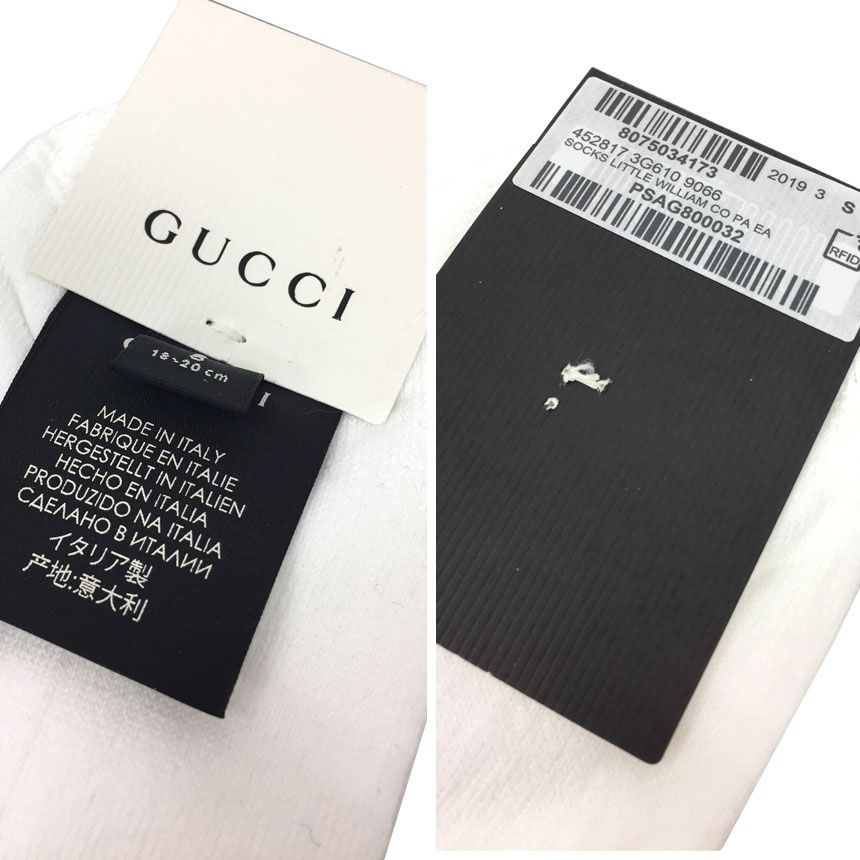 GUCCI
S
18-20 cm
MADE IN ITALY
FABRIQUE EN ITALIE
HERGESTELLT IN ITALIEN
HECHO EN ITALIA
PRODUZIDO NA ITALIA
СДЕЛАНО В ИТАЛИИ
イタリア製
产地:意大利
8075034173
2019 3 S
452817 3G610 9066
SOCKS LITTLE WILLIAM CO PA EA
PSAG800032
RFID